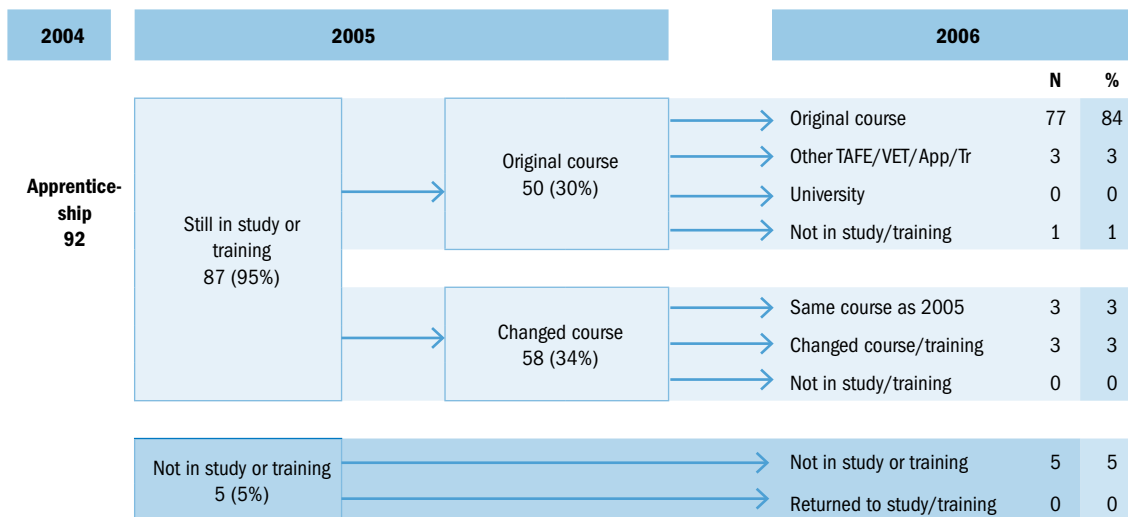 2004 2005 2006
N %
Apprentice-
ship
92
Still in study or
training
87 (95%)
Original course
50 (30%)
Original course 77 84
Other TAFE/VET/App/Tr 3 3
University 0 0
Not in study/training 1 1
Changed course
58 (34%)
Same course as 2005 3 3
Changed course/training 3 3
Not in study/training 0 0
Not in study or training
5 (5%)
Not in study or training 5 5
Returned to study/training 0 0